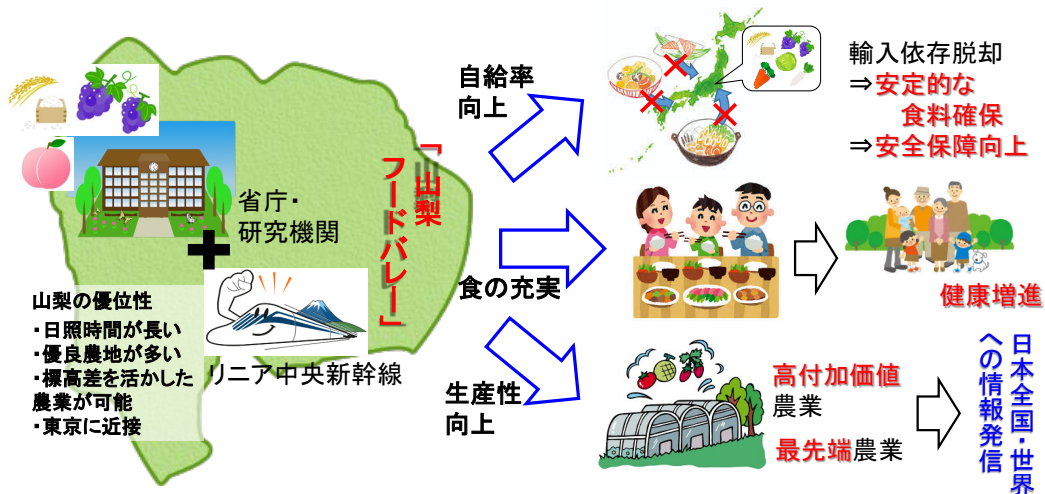 省庁・
研究機関
「山梨
フードバレー」
山梨の優位性
・日照時間が長い
・優良農地が多い
・標高差を活かした
農業が可能
・東京に近接
リニア中央新幹線
自給率
向上
輸入依存脱却
⇒安定的な
食料確保
⇒安全保障向上
食の充実
健康増進
生産性
向上
高付加価値
農業
最先端農業
日本全国・世界
への情報発信